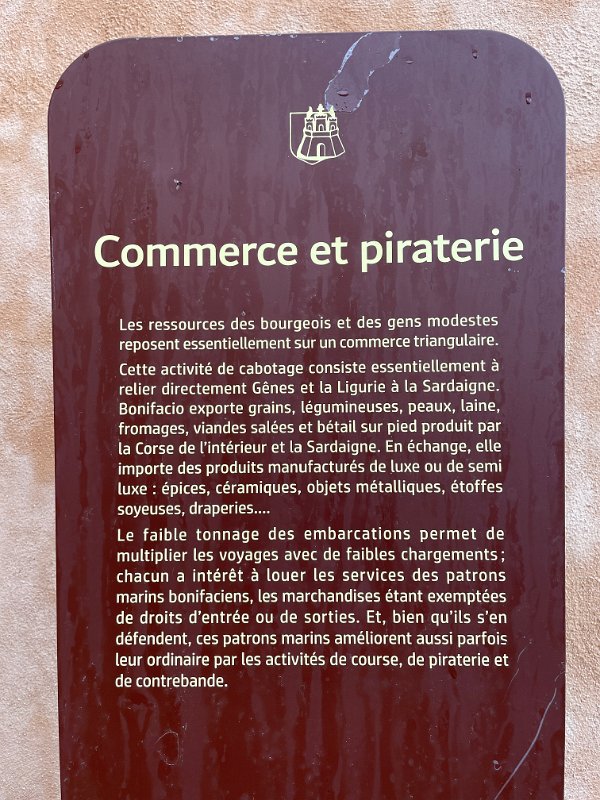 Commerce et piraterie
Les ressources des bourgeois et des gens modestes
reposent essentiellement sur un commerce triangulaire.
Cette activité de cabotage consiste essentiellement à
relier directement Gênes et la Ligurie à la Sardaigne.
Bonifacio exporte grains, légumineuses, peaux, laine,
fromages, viandes salées et bétail sur pied produit par
la Corse de l'intérieur et la Sardaigne. En échange, elle
importe des produits manufacturés de luxe ou de semi
luxe : épices, céramiques, objets métalliques, étoffes
soyeuses, draperies....
Le faible tonnage des embarcations permet de
multiplier les voyages avec de faibles chargements ;
chacun a intérêt à louer les services des patrons
marins bonifaciens, les marchandises étant exemptées
de droits d'entrée ou de sorties. Et, bien qu'ils s'en
défendent, ces patrons marins améliorent aussi parfois
leur ordinaire par les activités de course, de piraterie et
de contrebande.